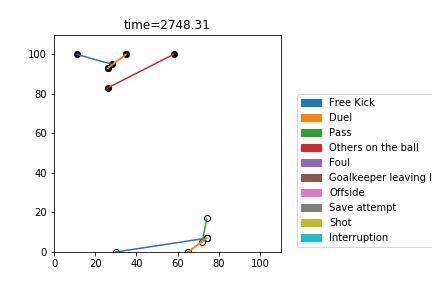 time=2748.31
100
80
60
40
20
0
0 20 40 60 80 100
Free Kick
Duel
Pass
Others on the ball
Foul
Goalkeeper leaving l
Offside
Save attempt
Shot
Interruption